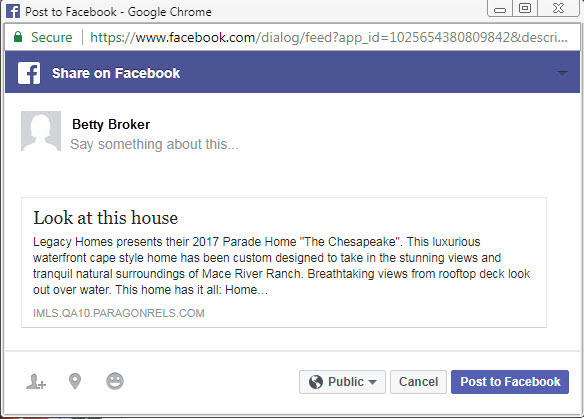 Post to Facebook - Google Chrome
Secure | https://www.facebook.com/dialog/feed?app_id=1025654380809842&descri...
Share on Facebook
Betty Broker
Say something about this...
Look at this house
Legacy Homes presents their 2017 Parade Home "The Chesapeake". This luxurious
waterfront cape style home has been custom designed to take in the stunning views and
tranquil natural surroundings of Mace River Ranch. Breathtaking views from rooftop deck look
out over water. This home has it all: Home...
IMLS.QA10.PARAGONRELS.COM
Public Cancel Post to Facebook